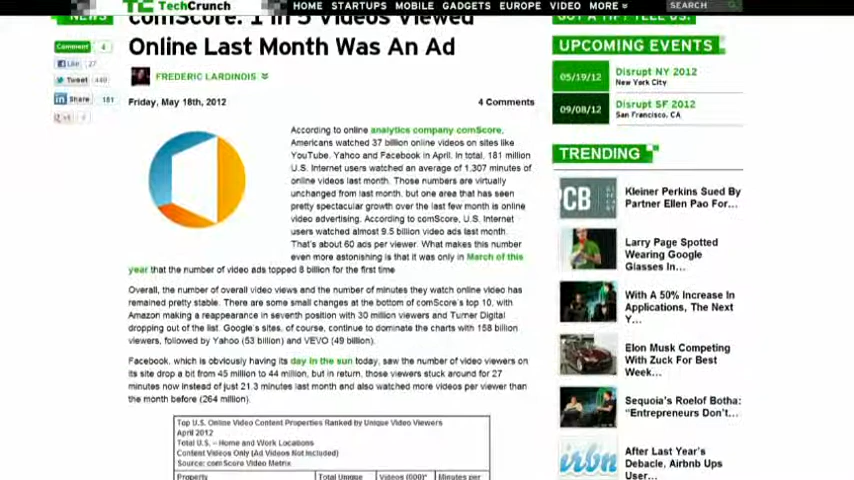 TC TechCrunch HOME STARTUPS MOBILE GADGETS EUROPE VIDEO MORE SEARCH
NEWS
comScore: 1 In 5 Videos Viewed
Online Last Month Was An Ad
Comment 4
Like 27
Tweet 449
Share 181
+1
FREDERIC LARDINOIS
Friday, May 18th, 2012
4 Comments
According to online analytics company comScore,
Americans watched 37 billion online videos on sites like
YouTube, Yahoo and Facebook in April. In total, 181 million
U.S. Internet users watched an average of 1,307 minutes of
online videos last month. Those numbers are virtually
unchanged from last month, but one area that has seen
pretty spectacular growth over the last few month is online
video advertising. According to comScore, U.S. Internet
users watched almost 9.5 billion video ads last month.
That's about 60 ads per viewer. What makes this number
even more astonishing is that it was only in March of this
year that the number of video ads topped 8 billion for the first time
Overall, the number of overall video views and the number of minutes they watch online video has
remained pretty stable. There are some small changes at the bottom of comScore's top 10, with
Amazon making a reappearance in seventh position with 30 million viewers and Turner Digital
dropping out of the list. Google's sites, of course, continue to dominate the charts with 158 billion
viewers, followed by Yahoo (53 billion) and VEVO (49 billion).
Facebook, which is obviously having its day in the sun today, saw the number of video viewers on
its site drop a bit from 45 million to 44 million, but in return, those viewers stuck around for 27
minutes now instead of just 21.3 minutes last month and also watched more videos per viewer than
the month before (264 million).
Top U.S. Online Video Content Properties Ranked by Unique Video Viewers
April 2012
Total U.S. – Home and Work Locations
Content Videos Only (Ad Videos Not Included)
Source: comScore Video Metrix
Property Total Unique Videos (000)* Minutes per
GOT A TIP? TELL US.
UPCOMING EVENTS
05/19/12 Disrupt NY 2012
New York City
09/08/12 Disrupt SF 2012
San Francisco, CA
TRENDING
Kleiner Perkins Sued By
Partner Ellen Pao For...
Larry Page Spotted
Wearing Google
Glasses In...
With A 50% Increase In
Applications, The Next
Y...
Elon Musk Competing
With Zuck For Best
Week...
Sequoia's Roelof Botha:
"Entrepreneurs Don't...
After Last Year's
Debacle, Airbnb Ups
User...